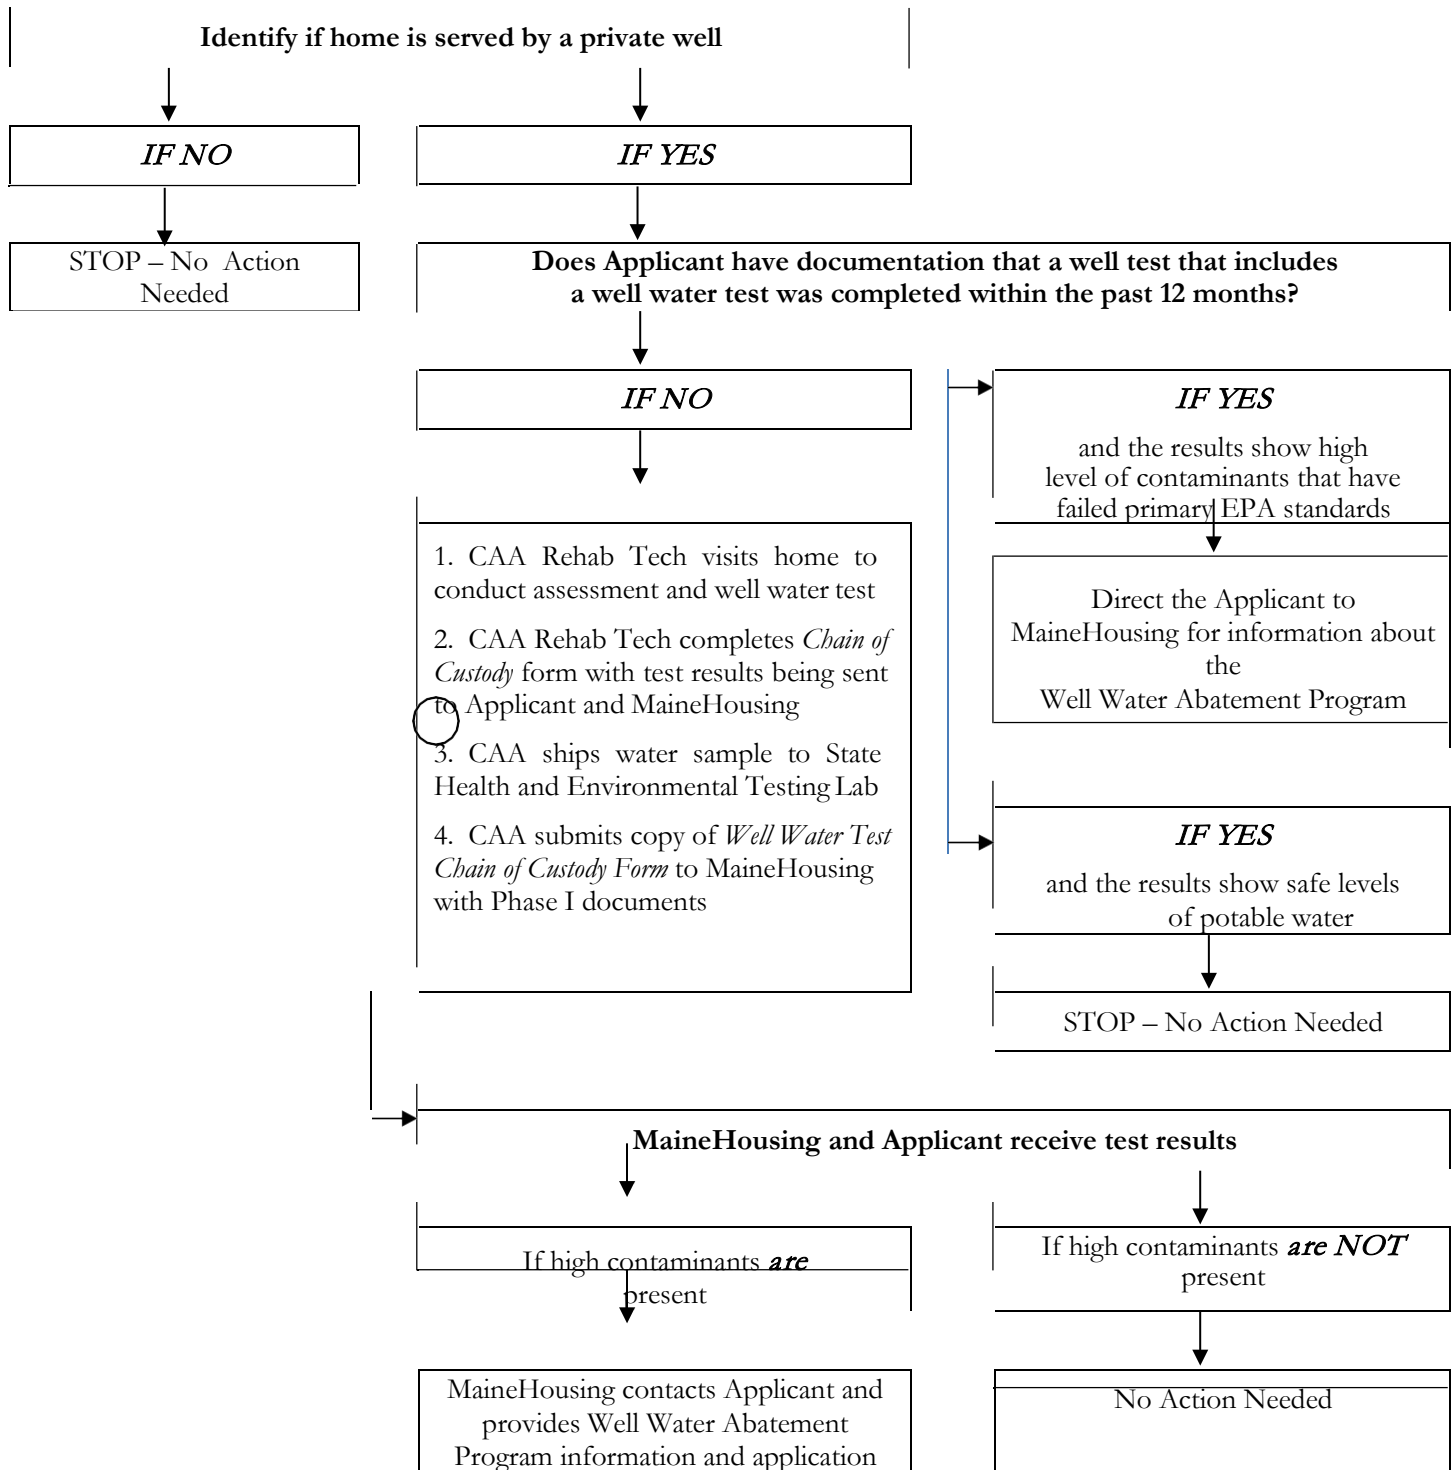 Identify if home is served by a private well
IF NO
IF YES
STOP – No Action
Needed
Does Applicant have documentation that a well test that includes
a well water test was completed within the past 12 months?
IF NO
IF YES
and the results show high
level of contaminants that have
failed primary EPA standards
1. CAA Rehab Tech visits home to
conduct assessment and well water test
2. CAA Rehab Tech completes Chain of
Custody form with test results being sent
to Applicant and MaineHousing
3. CAA ships water sample to State
Health and Environmental Testing Lab
4. CAA submits copy of Well Water Test
Chain of Custody Form to MaineHousing
with Phase I documents
Direct the Applicant to
MaineHousing for information about
the
Well Water Abatement Program
IF YES
and the results show safe levels
of potable water
STOP – No Action Needed
MaineHousing and Applicant receive test results
If high contaminants are
present
If high contaminants are NOT
present
MaineHousing contacts Applicant and
provides Well Water Abatement
Program information and application
No Action Needed